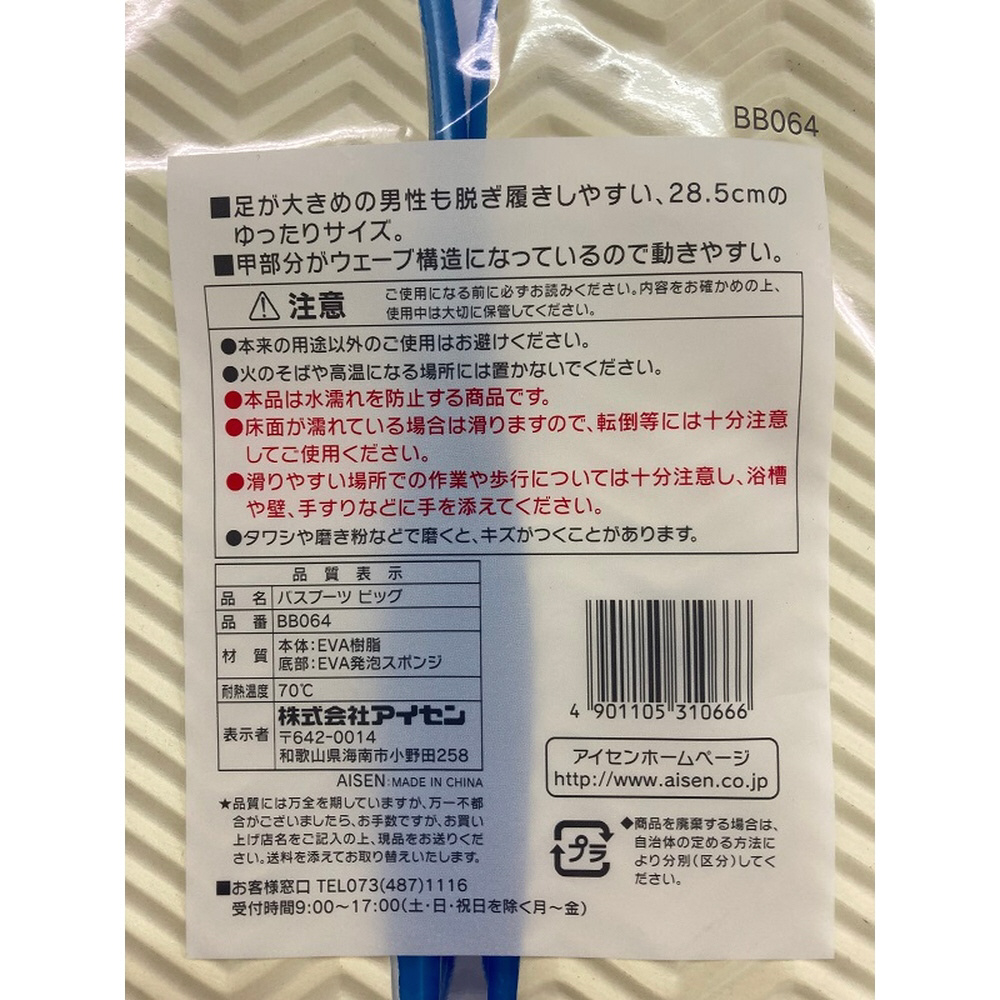 BB064
■足が大きめの男性も脱ぎ履きしやすい、28.5cmの
ゆったりサイズ。
■甲部分がウェーブ構造になっているので動きやすい。
注意
ご使用になる前に必ずお読みください。内容をお確かめの上、
使用中は大切に保管してください。
●本来の用途以外のご使用はお避けください。
●火のそばや高温になる場所には置かないでください。
●本品は水濡れを防止する商品です。
●床面が濡れている場合は滑りますので、転倒等には十分注意
してご使用ください。
●滑りやすい場所での作業や歩行については十分注意し、浴槽
や壁、手すりなどに手を添えてください。
●タワシや磨き粉などで磨くと、キズがつくことがあります。
品質表示
品名 バスブーツ ビッグ
品番 BB064
材質 本体:EVA樹脂
底部:EVA発泡スポンジ
耐熱温度 70℃
表示者 株式会社アイセン
〒642-0014
和歌山県海南市小野田258
AISEN:MADE IN CHINA
★品質には万全を期していますが、万一不都
合がございましたら、お手数ですが、お買い
上げ店名をご記入の上、現品をお送りくだ
さい。送料を添えてお取り替えいたします。
■お客様窓口 TEL073(487)1116
受付時間9:00~17:00(土・日・祝日を除く月~金)
4 901105 310666
アイセンホームページ
http://www.aisen.co.jp
プラ
◆商品を廃棄する場合は、
自治体の定める方法に
より分別(区分)してく
ださい。